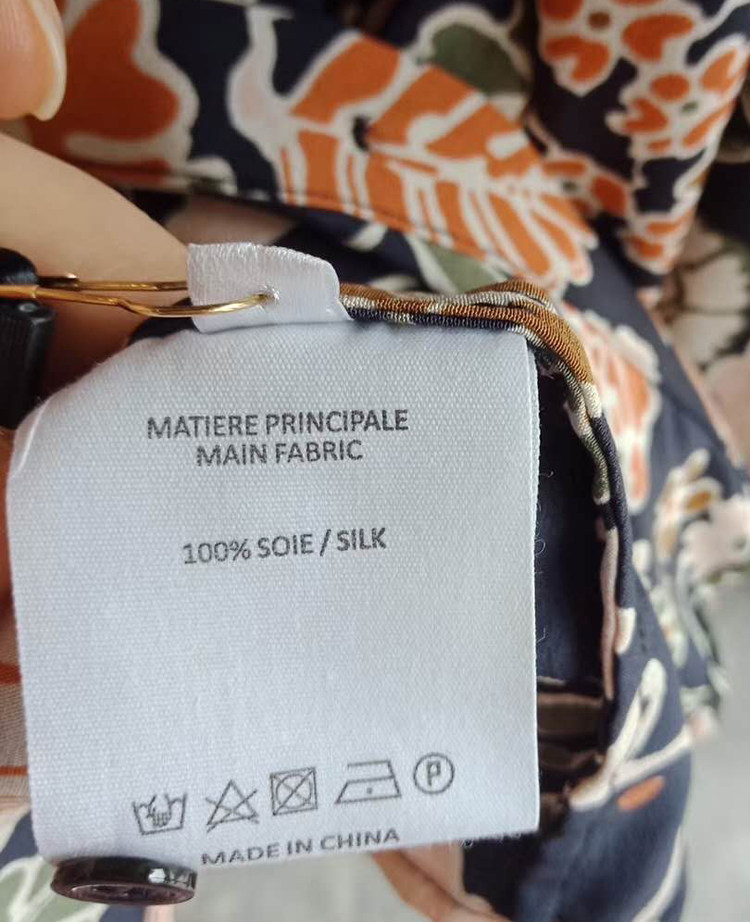 MATIERE PRINCIPALE
MAIN FABRIC
100% SOIE / SILK
P
MADE IN CHINA